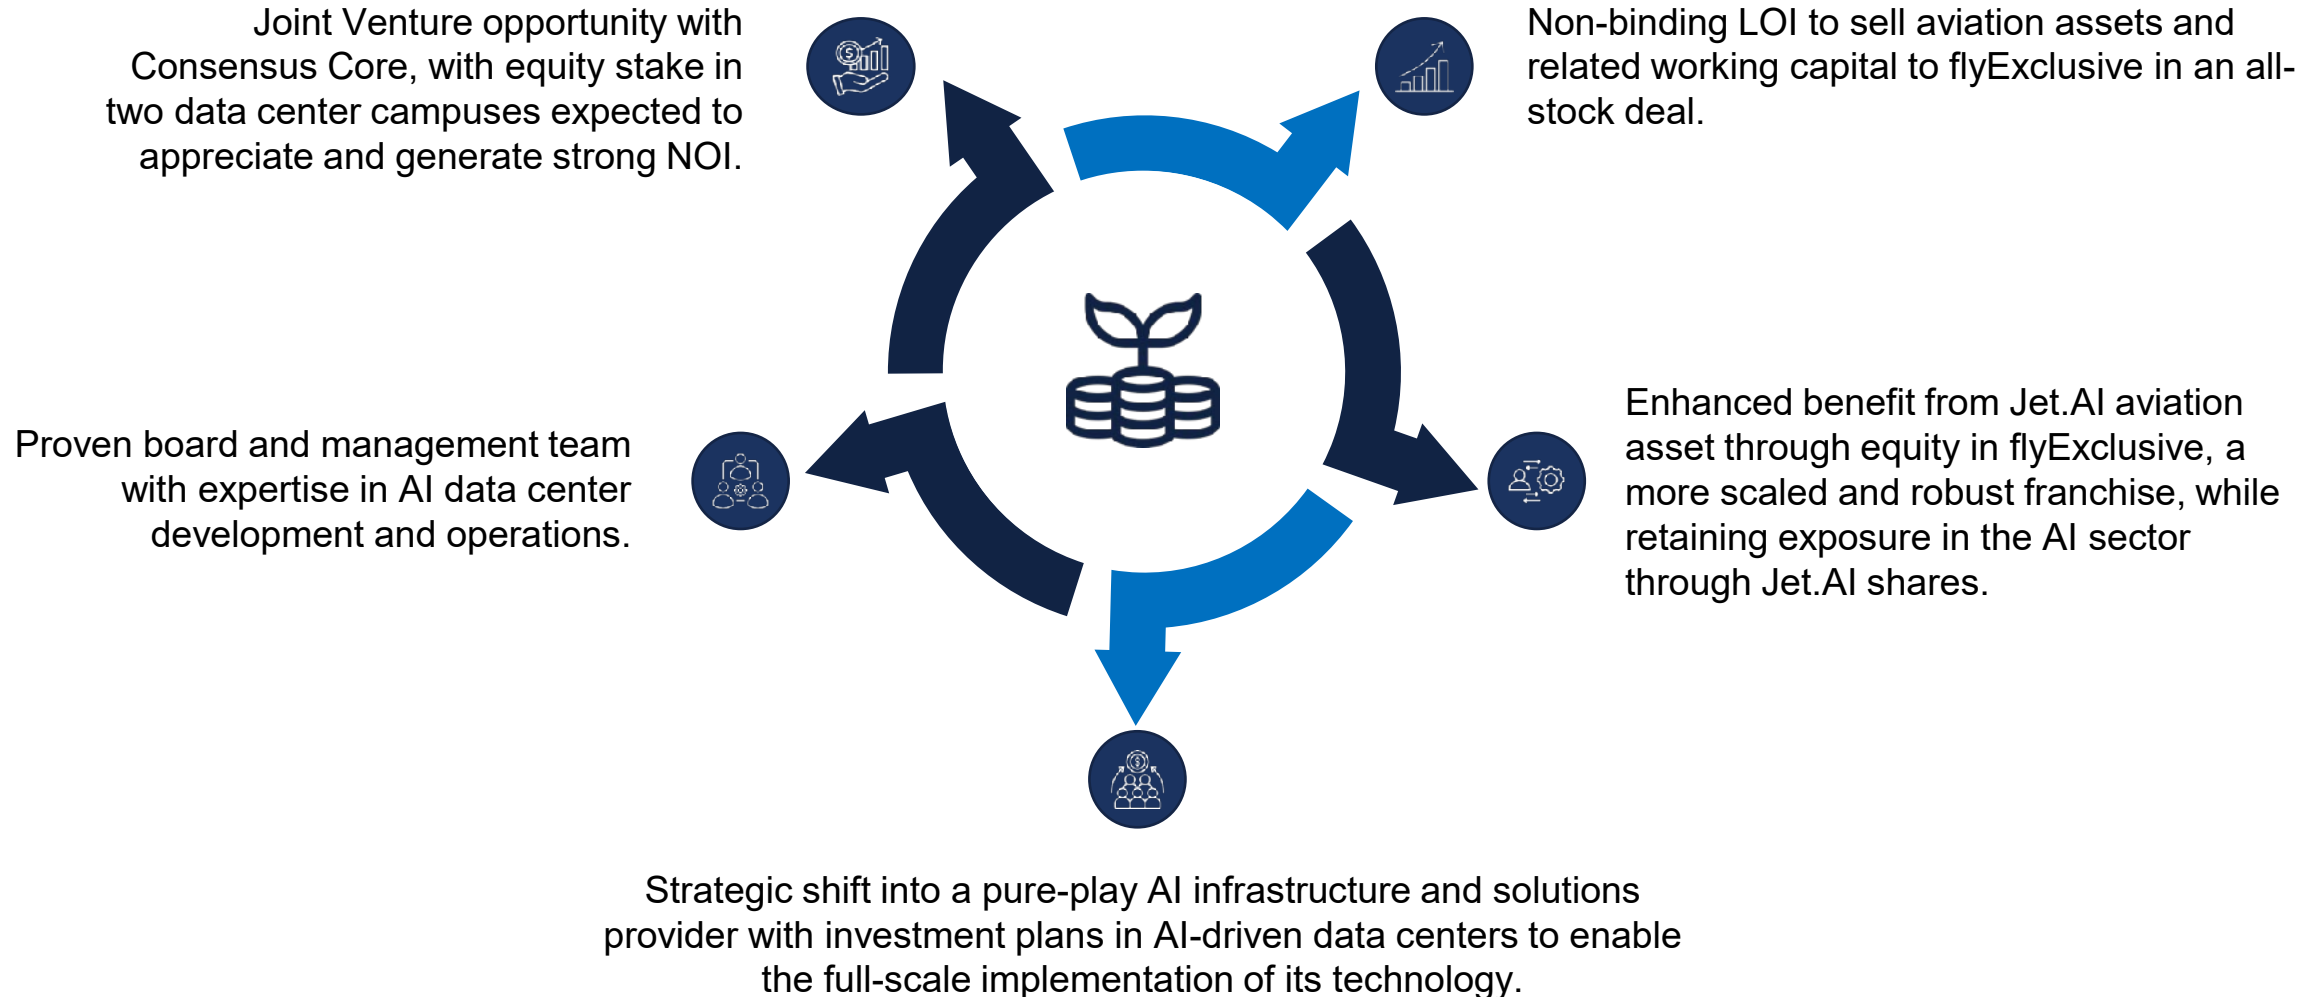 Joint Venture opportunity with
Consensus Core, with equity stake in
two data center campuses expected to
appreciate and generate strong NOI.
Non-binding LOI to sell aviation assets and
related working capital to flyExclusive in an all-
stock deal.
Proven board and management team
with expertise in AI data center
development and operations.
Enhanced benefit from Jet.AI aviation
asset through equity in flyExclusive, a
more scaled and robust franchise, while
retaining exposure in the AI sector
through Jet.AI shares.
Strategic shift into a pure-play AI infrastructure and solutions
provider with investment plans in AI-driven data centers to enable
the full-scale implementation of its technology.